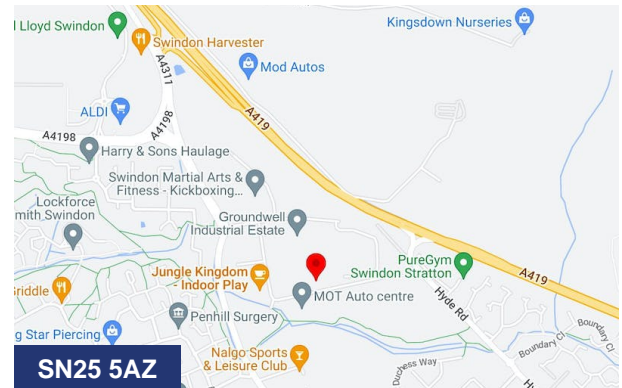 l Lloyd Swindon
Kingsdown Nurseries
Swindon Harvester
Mod Autos
A4311
ALDI
A419
A4198
A4198
Harry & Sons Haulage
Swindon Martial Arts &
Fitness - Kickboxing...
Lockforce
mith Swindon
Groundwell
Industrial Estate
PureGym
Swindon Stratton
A419
Jungle Kingdom
- Indoor Play
MOT Auto centre
Hyde Rd
Griddle
Penhill Surgery
g Star Piercing
Boundary Cl
Boundary Cl
Nalgo Sports
& Leisure Club
Duchess Way
H
SN25 5AZ